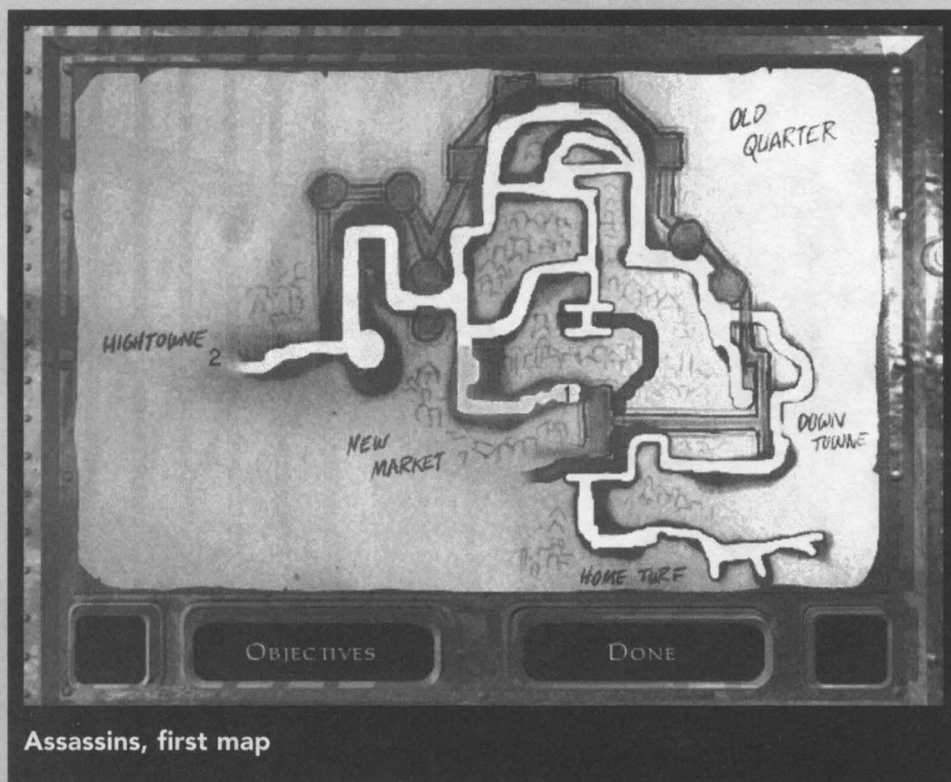 OLD
QUARTER
HIGHTOWNE
2
1
NEW
MARKET
DOWN
TOWNE
HOME TURF
OBJECTIVES
DONE
Assassins, first map